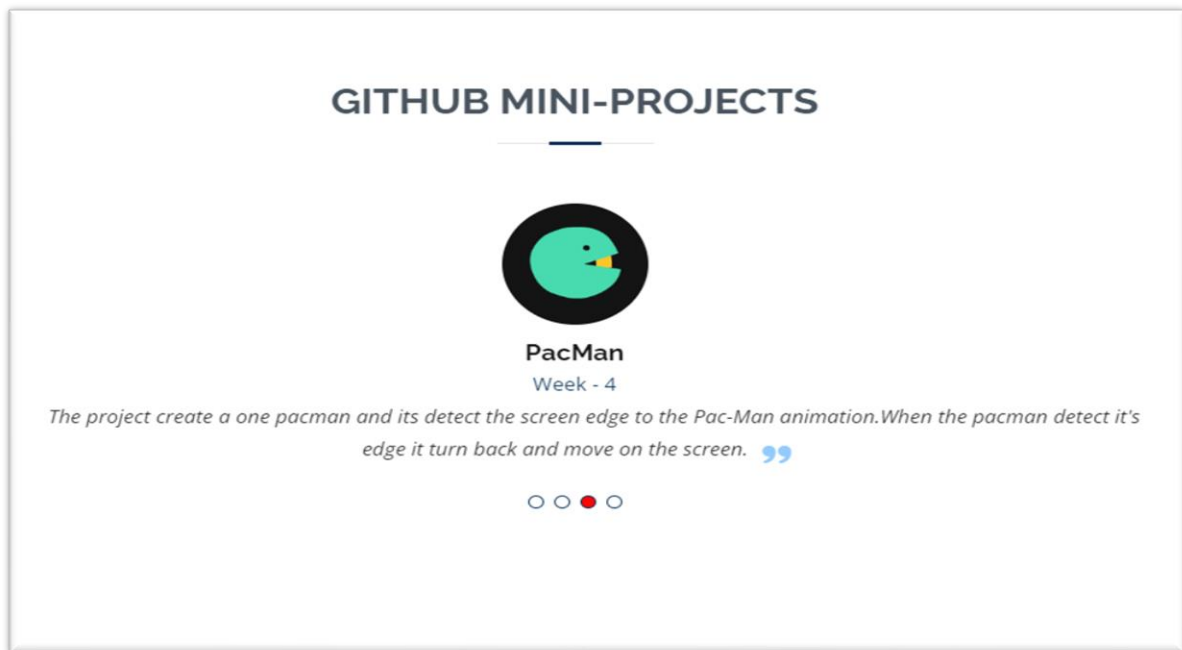 GITHUB MINI-PROJECTS
PacMan
Week - 4
The project create a one pacman and its detect the screen edge to the Pac-Man animation.When the pacman detect it's
edge it turn back and move on the screen. ”